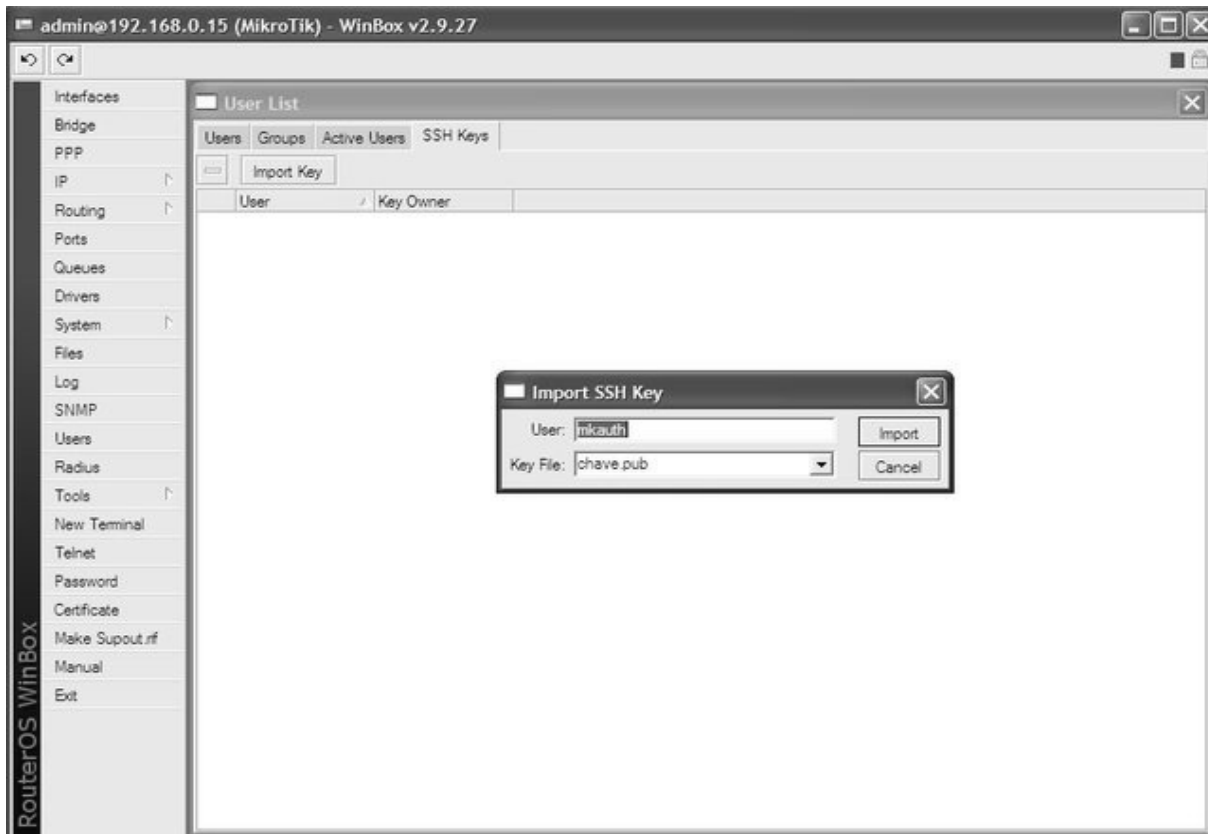 admin@192.168.0.15 (MikroTik) - WinBox v2.9.27
Interfaces
Bridge
PPP
IP
Routing
Ports
Queues
Drivers
System
Files
Log
SNMP
Users
Radius
Tools
New Terminal
Telnet
Password
Certificate
Make Supout.rif
Manual
Exit
RouterOS WinBox
User List
Users Groups Active Users SSH Keys
Import Key
User Key Owner
Import SSH Key
User: mkauth Import
Key File: chave.pub Cancel